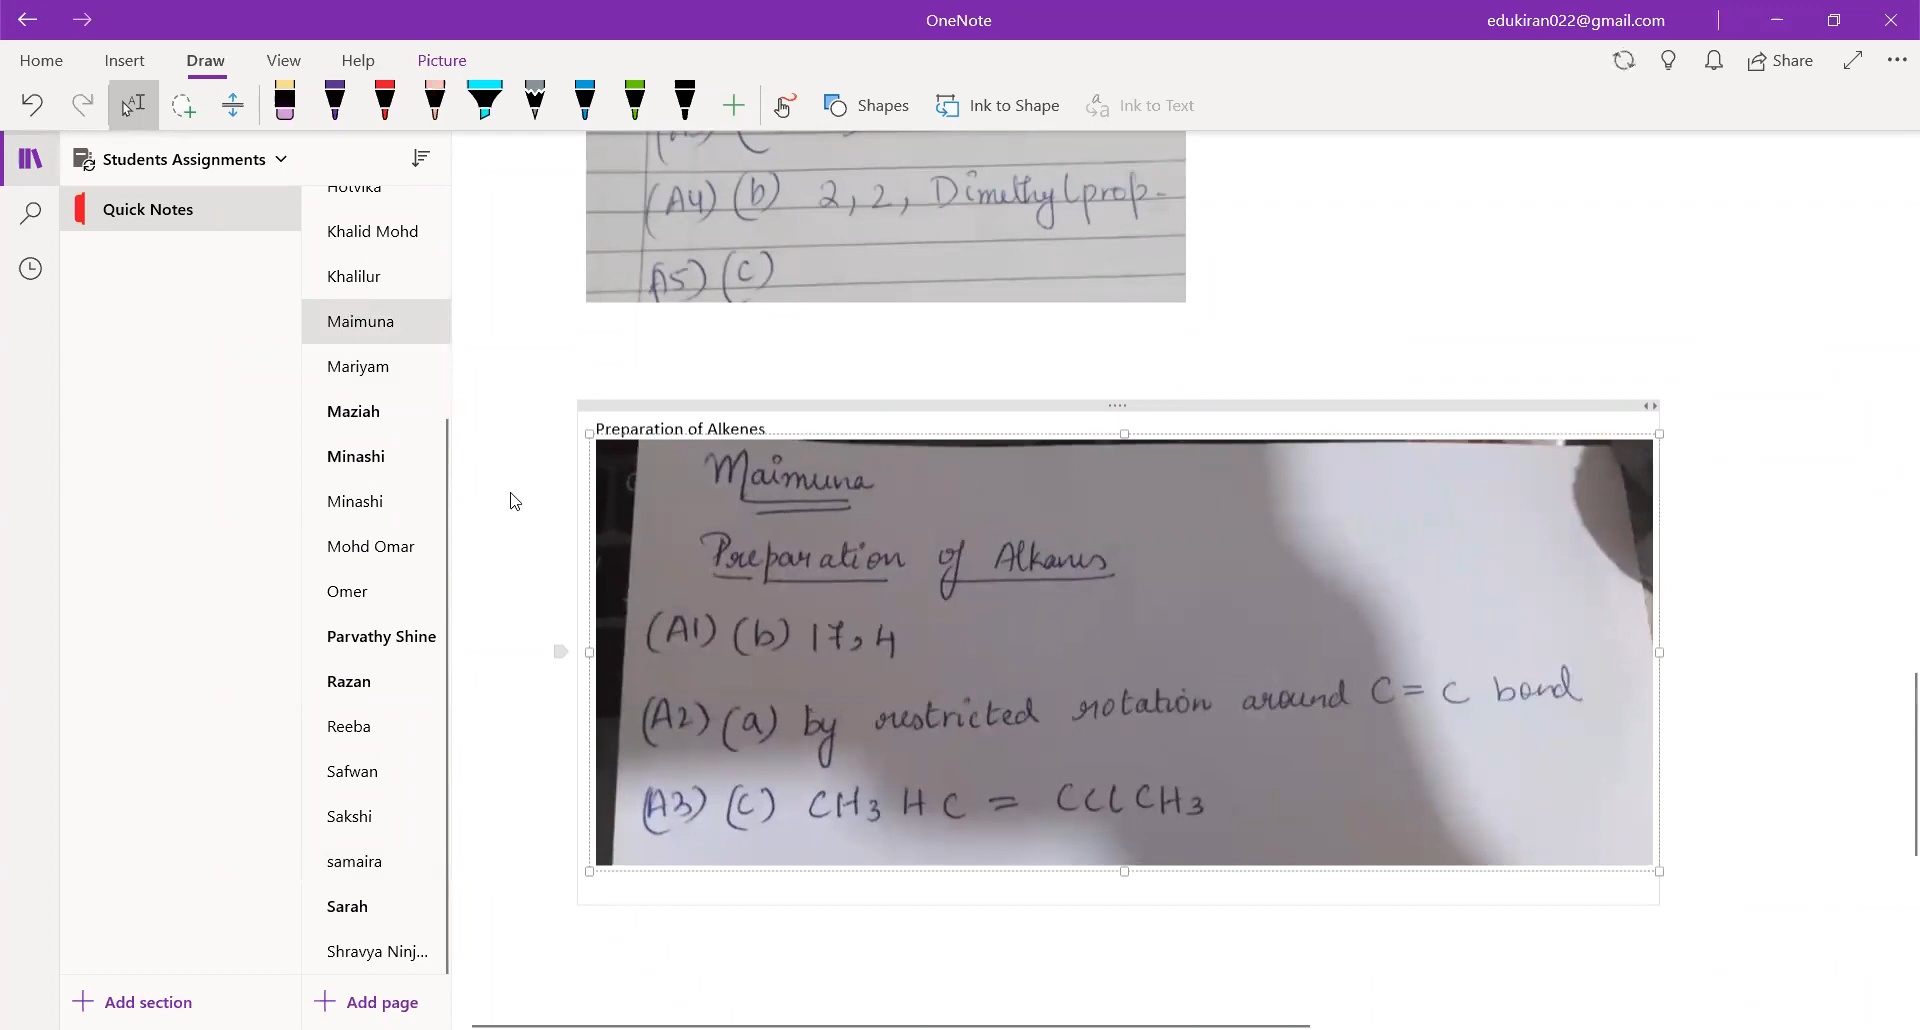 OneNote
edukiran022@gmail.com
Home Insert Draw View Help Picture
Share
Shapes Ink to Shape Ink to Text
Students Assignments
Quick Notes
Hotvika
Khalid Mohd
Khalilur
Maimuna
Mariyam
Maziah
Minashi
Minashi
Mohd Omar
Omer
Parvathy Shine
Razan
Reeba
Safwan
Sakshi
samaira
Sarah
Shravya Ninj...
Add section
Add page
(A4) (b) 2, 2, Dimethylprop-
A5) (C)
Preparation of Alkenes
Maimuna
Preparation of Alkanes
(A1) (b) 17, 4
(A2) (a) by restricted rotation around C = C bond
(A3) (C) CH3 HC = CClCH3